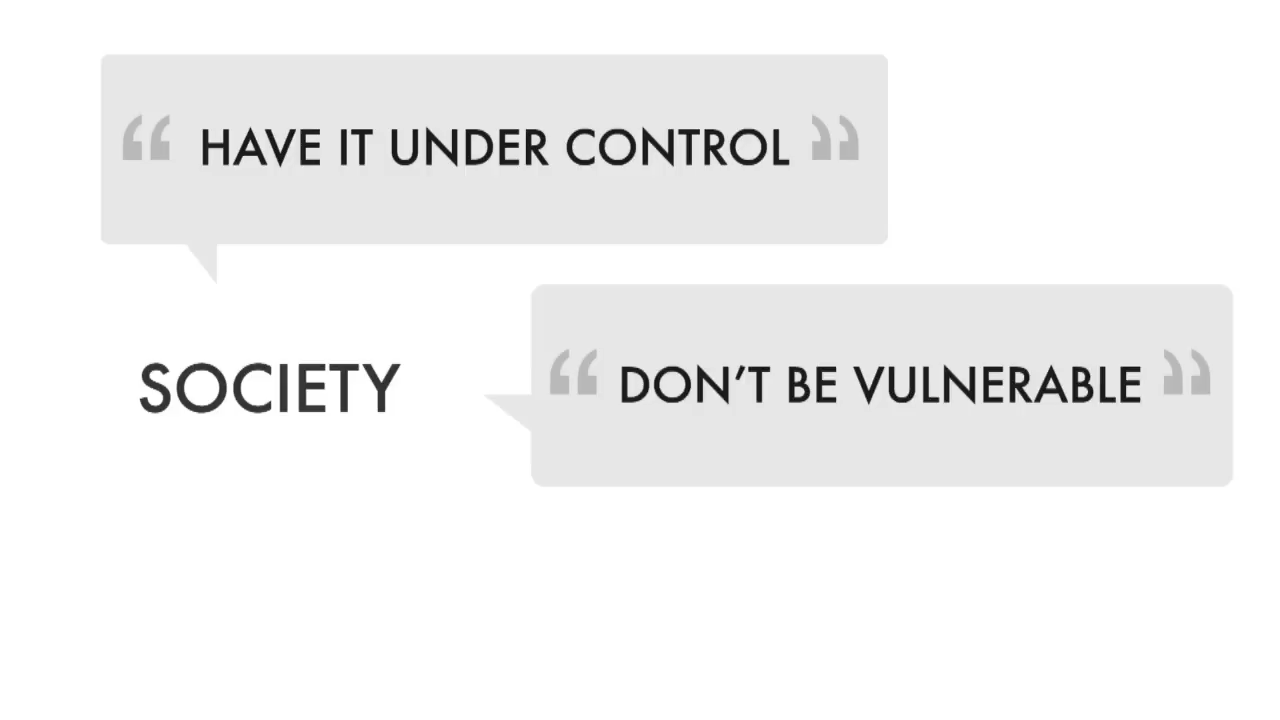 “ HAVE IT UNDER CONTROL ”
SOCIETY
“ DON’T BE VULNERABLE ”